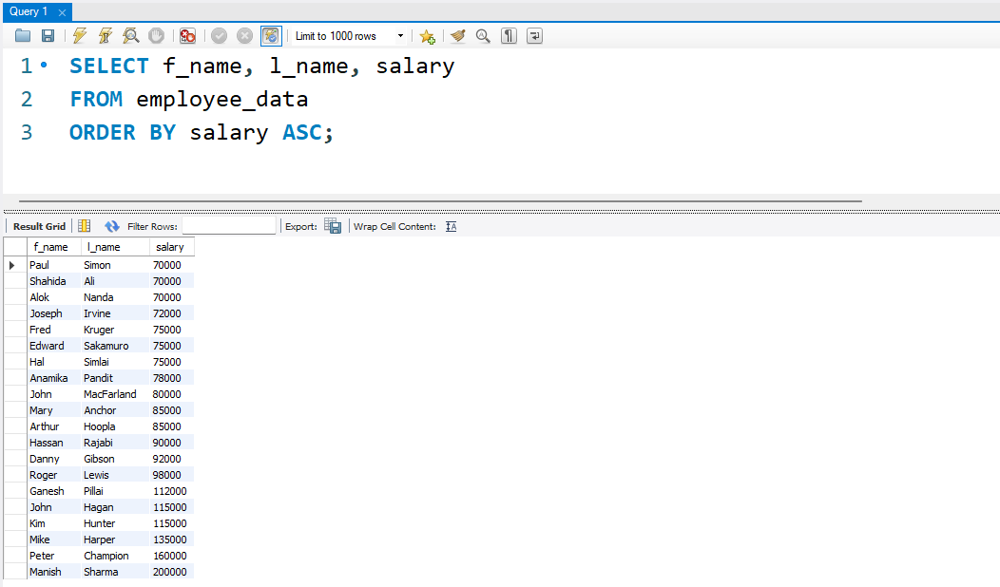 Query 1
Limit to 1000 rows
1 SELECT f_name, l_name, salary
2 FROM employee_data
3 ORDER BY salary ASC;
Result Grid Filter Rows: Export: Wrap Cell Content:
f_name l_name salary
Paul Simon 70000
Shahida Ali 70000
Alok Nanda 70000
Joseph Irvine 72000
Fred Kruger 75000
Edward Sakamuro 75000
Hal Simlai 75000
Anamika Pandit 78000
John MacFarland 80000
Mary Anchor 85000
Arthur Hoopla 85000
Hassan Rajabi 90000
Danny Gibson 92000
Roger Lewis 98000
Ganesh Pillai 112000
John Hagan 115000
Kim Hunter 115000
Mike Harper 135000
Peter Champion 160000
Manish Sharma 200000